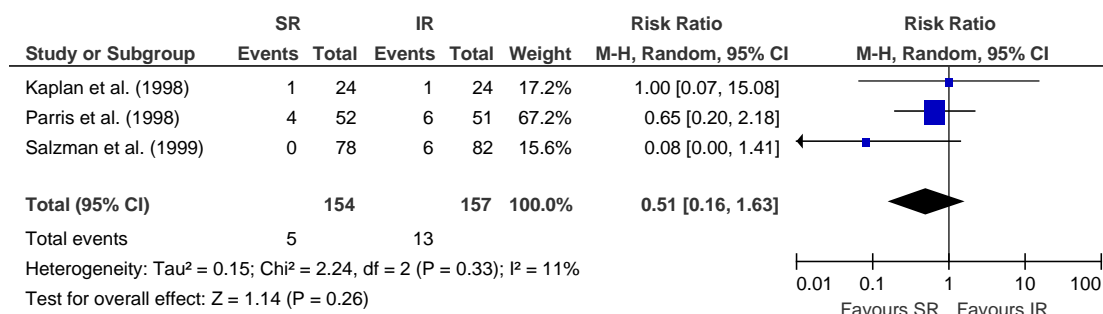 SR IR Risk Ratio Risk Ratio
Study or Subgroup Events Total Events Total Weight M-H, Random, 95% CI M-H, Random, 95% CI
Kaplan et al. (1998) 1 24 1 24 17.2% 1.00 [0.07, 15.08]
Parris et al. (1998) 4 52 6 51 67.2% 0.65 [0.20, 2.18]
Salzman et al. (1999) 0 78 6 82 15.6% 0.08 [0.00, 1.41]
Total (95% CI) 154 157 100.0% 0.51 [0.16, 1.63]
Total events 5 13
Heterogeneity: Tau² = 0.15; Chi² = 2.24, df = 2 (P = 0.33); I² = 11%
Test for overall effect: Z = 1.14 (P = 0.26)
0.01 0.1 1 10 100
Favours SR Favours IR